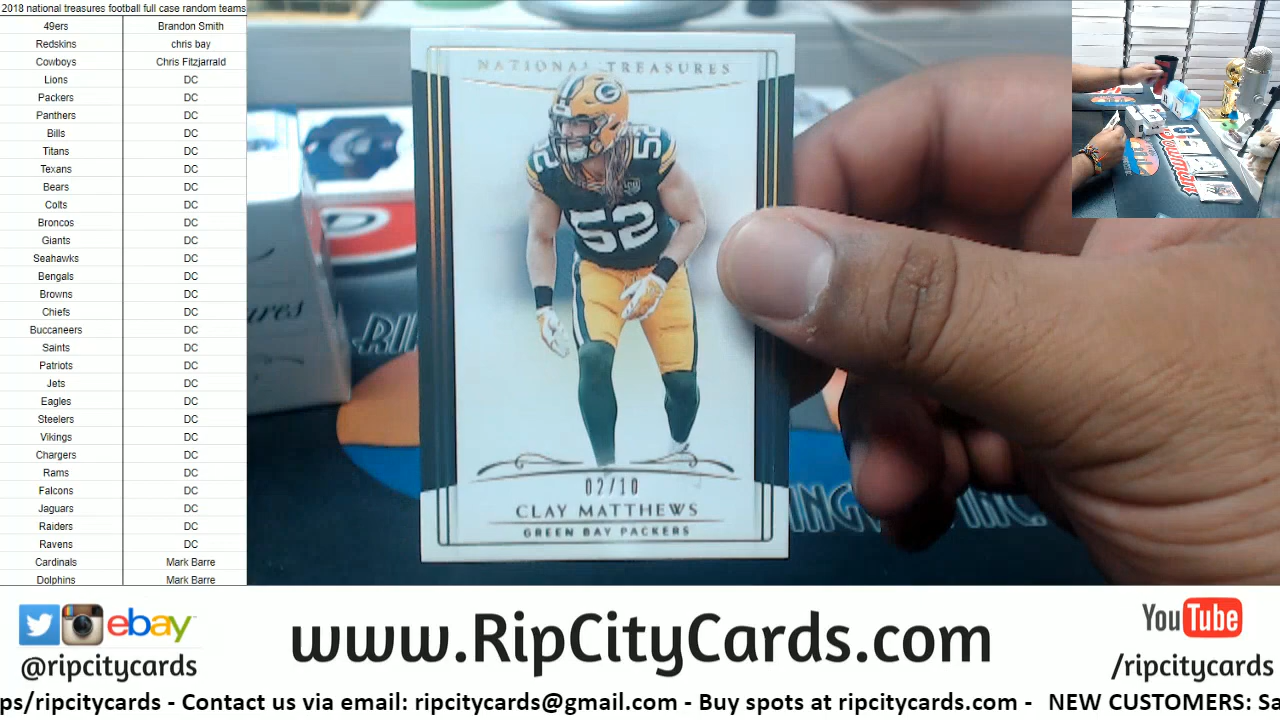 2018 national treasures football full case random teams
49ers Brandon Smith
Redskins chris bay
Cowboys Chris Fitzjarrald
Lions DC
Packers DC
Panthers DC
Bills DC
Titans DC
Texans DC
Bears DC
Colts DC
Broncos DC
Giants DC
Seahawks DC
Bengals DC
Browns DC
Chiefs DC
Buccaneers DC
Saints DC
Patriots DC
Jets DC
Eagles DC
Steelers DC
Vikings DC
Chargers DC
Rams DC
Falcons DC
Jaguars DC
Raiders DC
Ravens DC
Cardinals Mark Barre
Dolphins Mark Barre
NATIONAL TREASURES
G
52
52
52
02/10
CLAY MATTHEWS
GREEN BAY PACKERS
ebay
@ripcitycards
www.RipCityCards.com
YouTube
/ripcitycards
ps/ripcitycards - Contact us via email: ripcitycards@gmail.com - Buy spots at ripcitycards.com - NEW CUSTOMERS: Sa